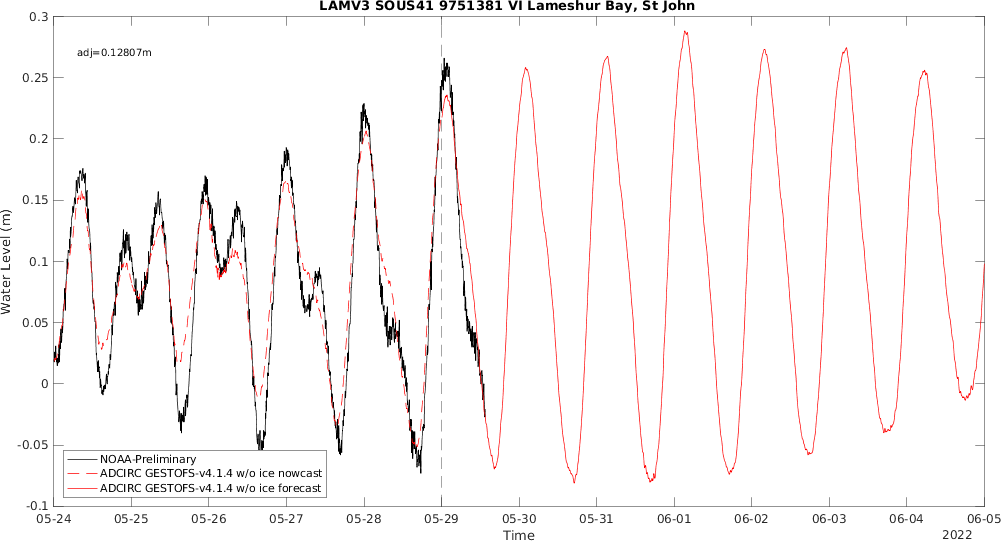 LAMV3 SOUS41 9751381 VI Lameshur Bay, St John
adj=0.12807m
Water Level (m)
0.3
0.25
0.2
0.15
0.1
0.05
0
-0.05
-0.1
NOAA-Preliminary
ADCIRC GESTOFS-v4.1.4 w/o ice nowcast
ADCIRC GESTOFS-v4.1.4 w/o ice forecast
05-24 05-25 05-26 05-27 05-28 05-29 05-30 05-31 06-01 06-02 06-03 06-04 06-05
Time
2022